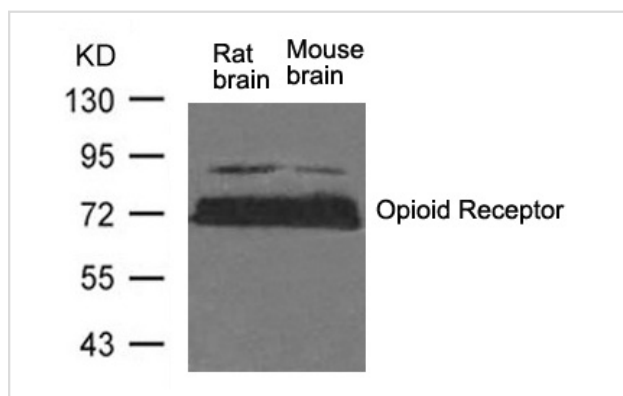 KD
Rat brain
Mouse brain
130
95
72
Opioid Receptor
55
43